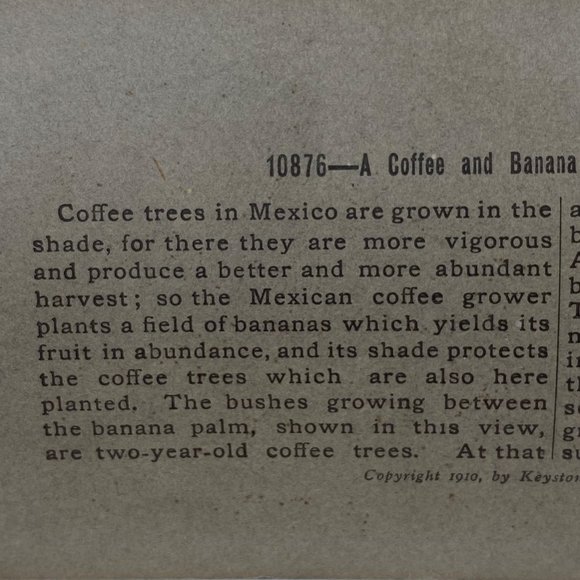 10876—A Coffee and Banana
Coffee trees in Mexico are grown in the
shade, for there they are more vigorous
and produce a better and more abundant
harvest; so the Mexican coffee grower
plants a field of bananas which yields its
fruit in abundance, and its shade protects
the coffee trees which are also here
planted. The bushes growing between
the banana palm, shown in this view,
are two-year-old coffee trees. At that
Copyright 1910, by